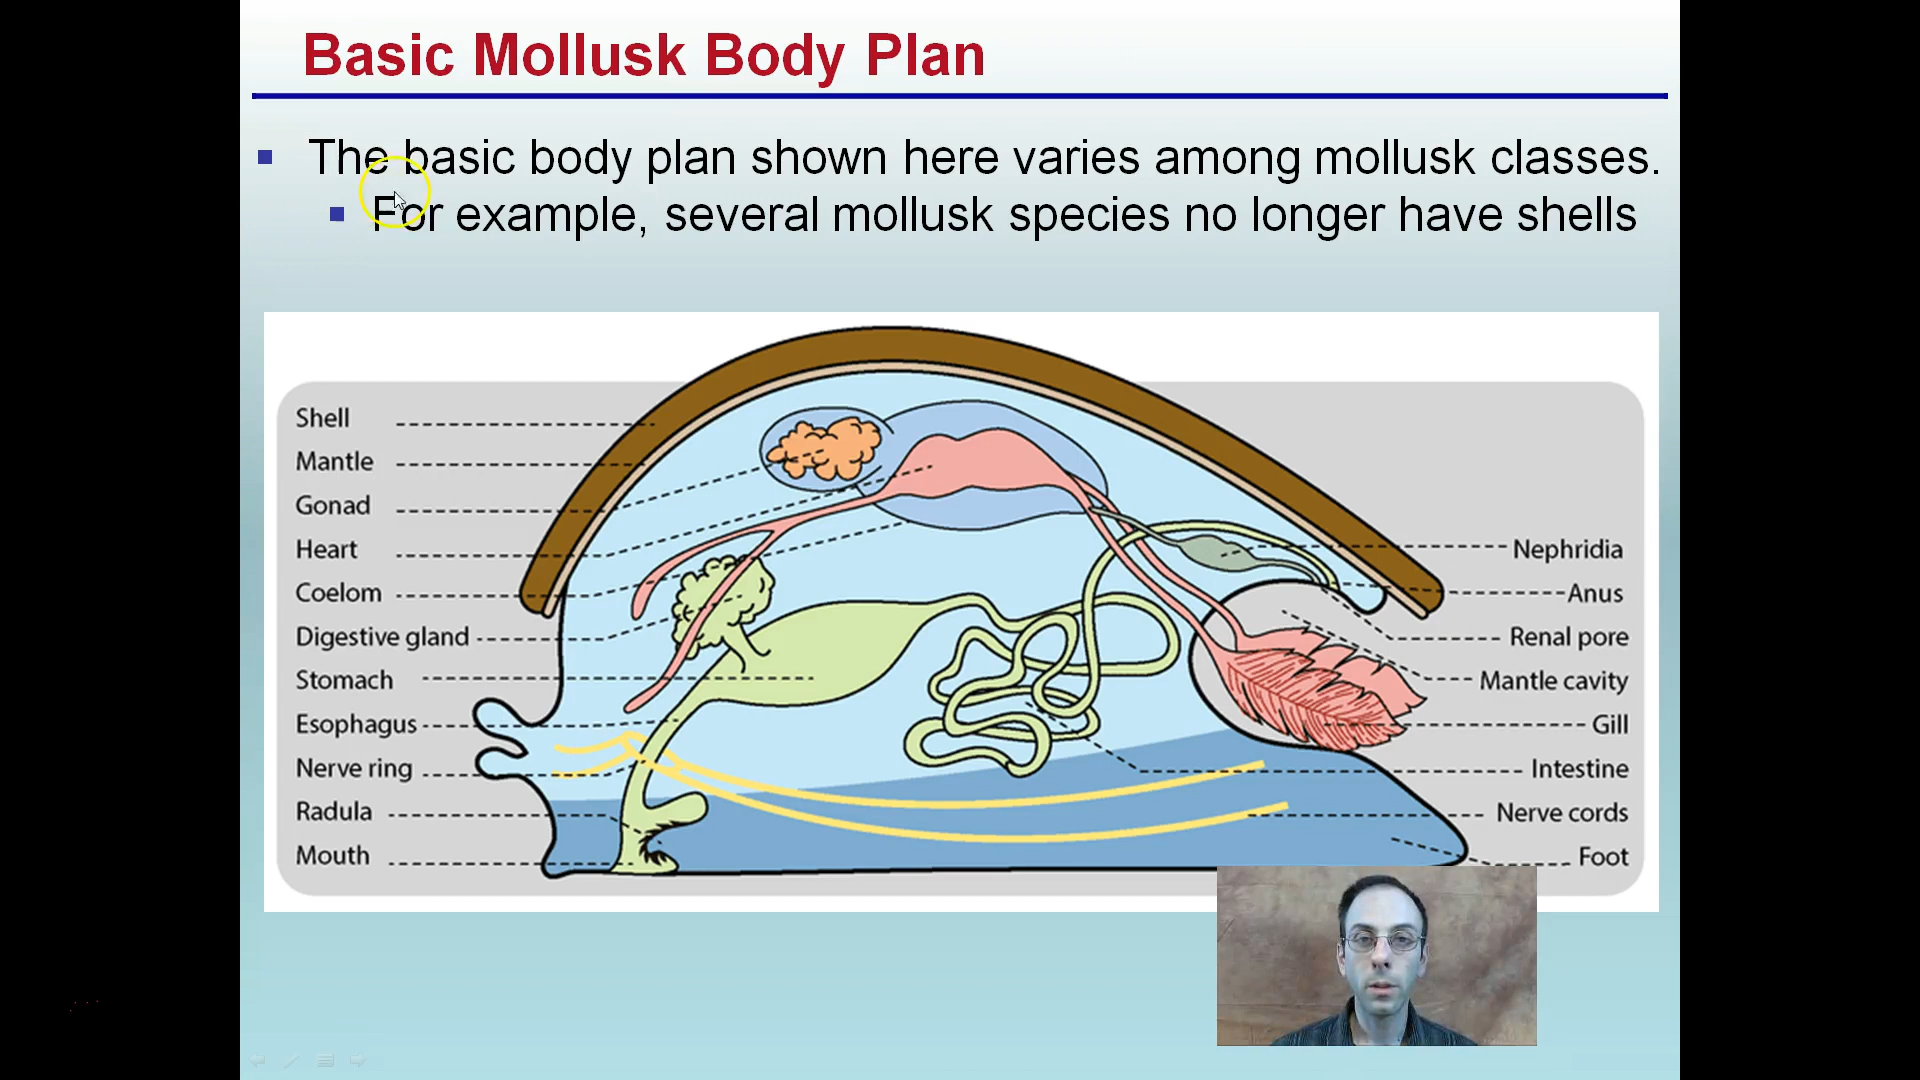 Basic Mollusk Body Plan
The basic body plan shown here varies among mollusk classes.
For example, several mollusk species no longer have shells
Shell
Mantle
Gonad
Heart
Coelom
Digestive gland
Stomach
Esophagus
Nerve ring
Radula
Mouth
Nephridia
Anus
Renal pore
Mantle cavity
Gill
Intestine
Nerve cords
Foot